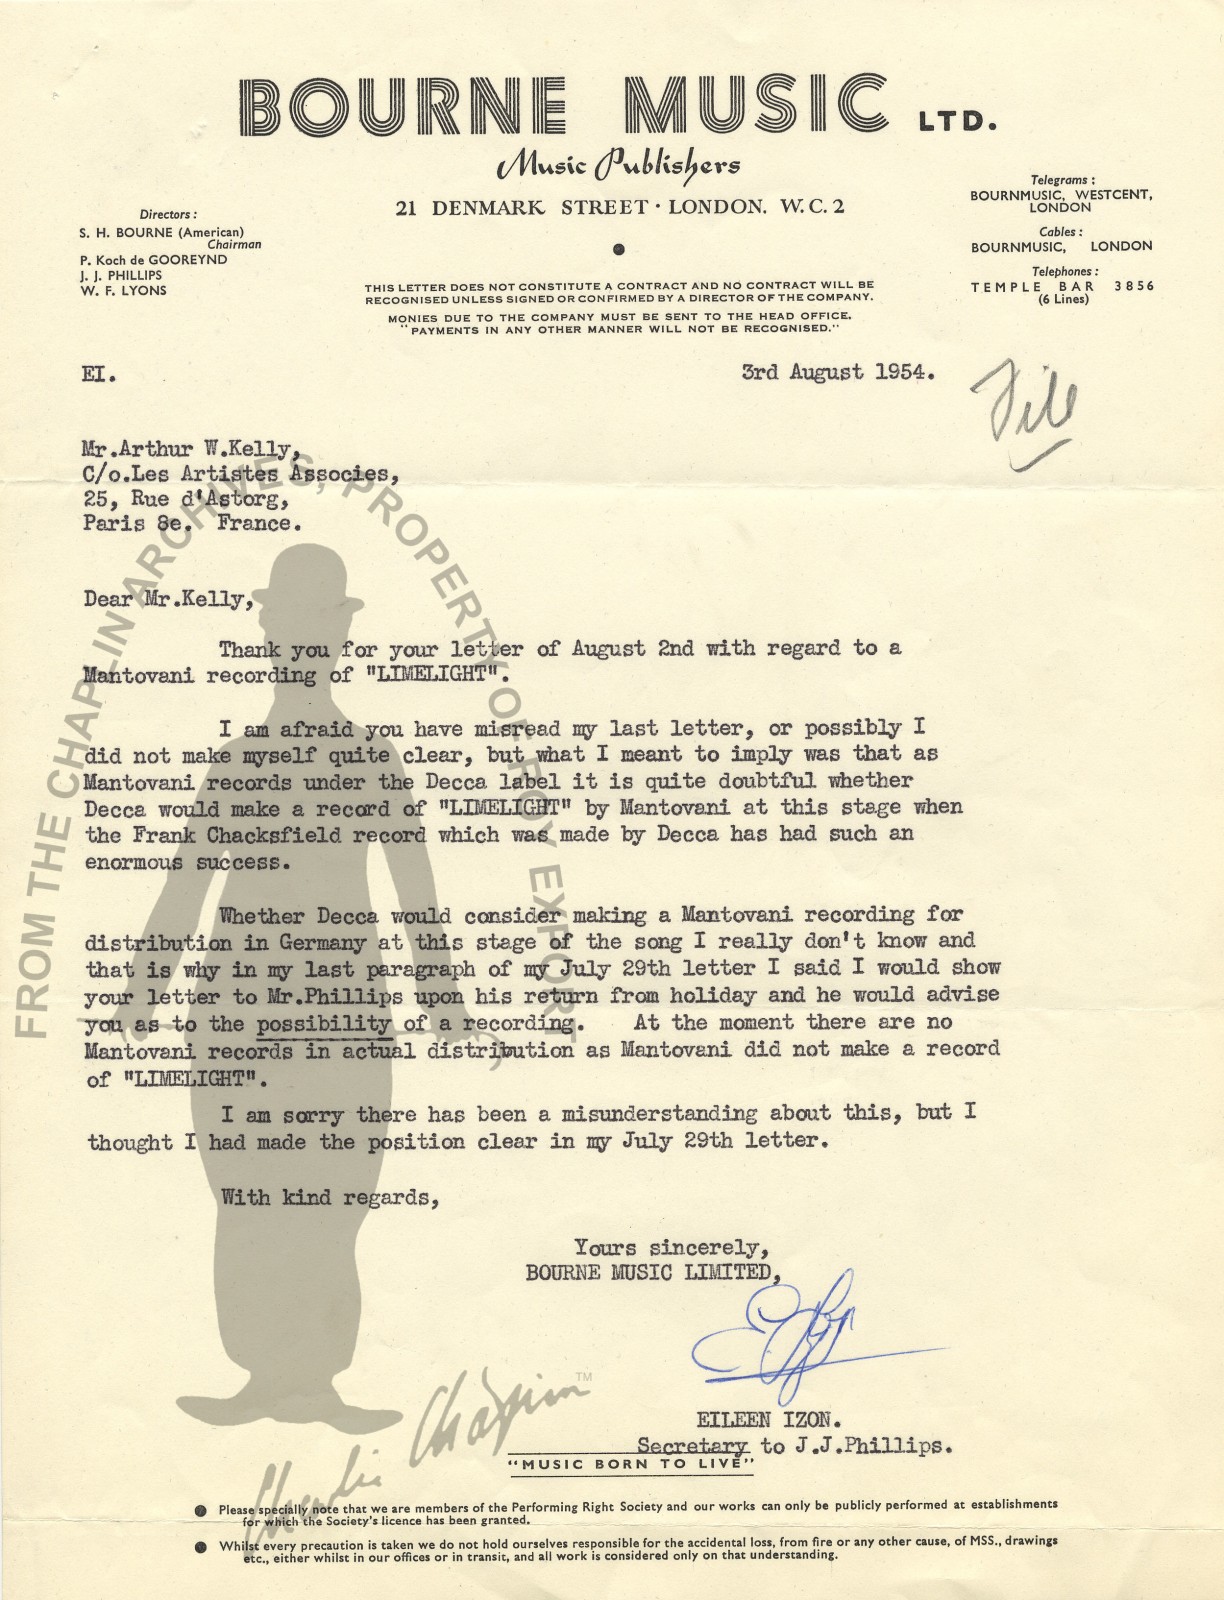 BOURNE MUSIC LTD.
Music Publishers
21 DENMARK STREET · LONDON. W.C.2
Directors :
S. H. BOURNE (American)
Chairman
P. Koch de GOOREYND
J. J. PHILLIPS
W. F. LYONS
Telegrams :
BOURNMUSIC, WESTCENT,
LONDON
Cables :
BOURNMUSIC, LONDON
Telephones :
TEMPLE BAR 3856
(6 Lines)
THIS LETTER DOES NOT CONSTITUTE A CONTRACT AND NO CONTRACT WILL BE
RECOGNISED UNLESS SIGNED OR CONFIRMED BY A DIRECTOR OF THE COMPANY.
MONIES DUE TO THE COMPANY MUST BE SENT TO THE HEAD OFFICE.
"PAYMENTS IN ANY OTHER MANNER WILL NOT BE RECOGNISED."
EI.
3rd August 1954.
File
Mr.Arthur W.Kelly,
C/o.Les Artistes Associes,
25, Rue d'Astorg,
Paris 8e. France.
Dear Mr.Kelly,
Thank you for your letter of August 2nd with regard to a
Mantovani recording of "LIMELIGHT".
I am afraid you have misread my last letter, or possibly I
did not make myself quite clear, but what I meant to imply was that as
Mantovani records under the Decca label it is quite doubtful whether
Decca would make a record of "LIMELIGHT" by Mantovani at this stage when
the Frank Chacksfield record which was made by Decca has had such an
enormous success.
Whether Decca would consider making a Mantovani recording for
distribution in Germany at this stage of the song I really don't know and
that is why in my last paragraph of my July 29th letter I said I would show
your letter to Mr.Phillips upon his return from holiday and he would advise
you as to the possibility of a recording. At the moment there are no
Mantovani records in actual distribution as Mantovani did not make a record
of "LIMELIGHT".
I am sorry there has been a misunderstanding about this, but I
thought I had made the position clear in my July 29th letter.
With kind regards,
Yours sincerely,
BOURNE MUSIC LIMITED,
EILEEN IZON.
Secretary to J.J.Phillips.
"MUSIC BORN TO LIVE"
Please specially note that we are members of the Performing Right Society and our works can only be publicly performed at establishments
for which the Society's licence has been granted.
Whilst every precaution is taken we do not hold ourselves responsible for the accidental loss, from fire or any other cause, of MSS., drawings
etc., either whilst in our offices or in transit, and all work is considered only on that understanding.
FROM THE CHAPLIN ARCHIVES, PROPERTY OF ROY EXPORT
Charlie Chaplin™